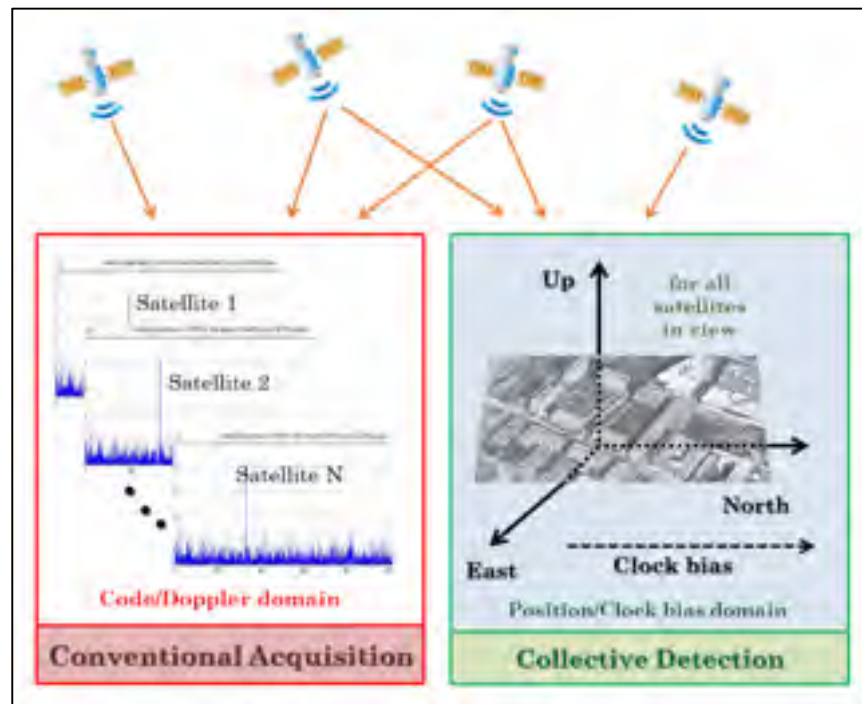 Satellite 1
Satellite 2
Satellite N
Code/Doppler domain
Conventional Acquisition
Up
for all
satellites
in view
North
East
Clock bias
Position/Clock bias domain
Collective Detection